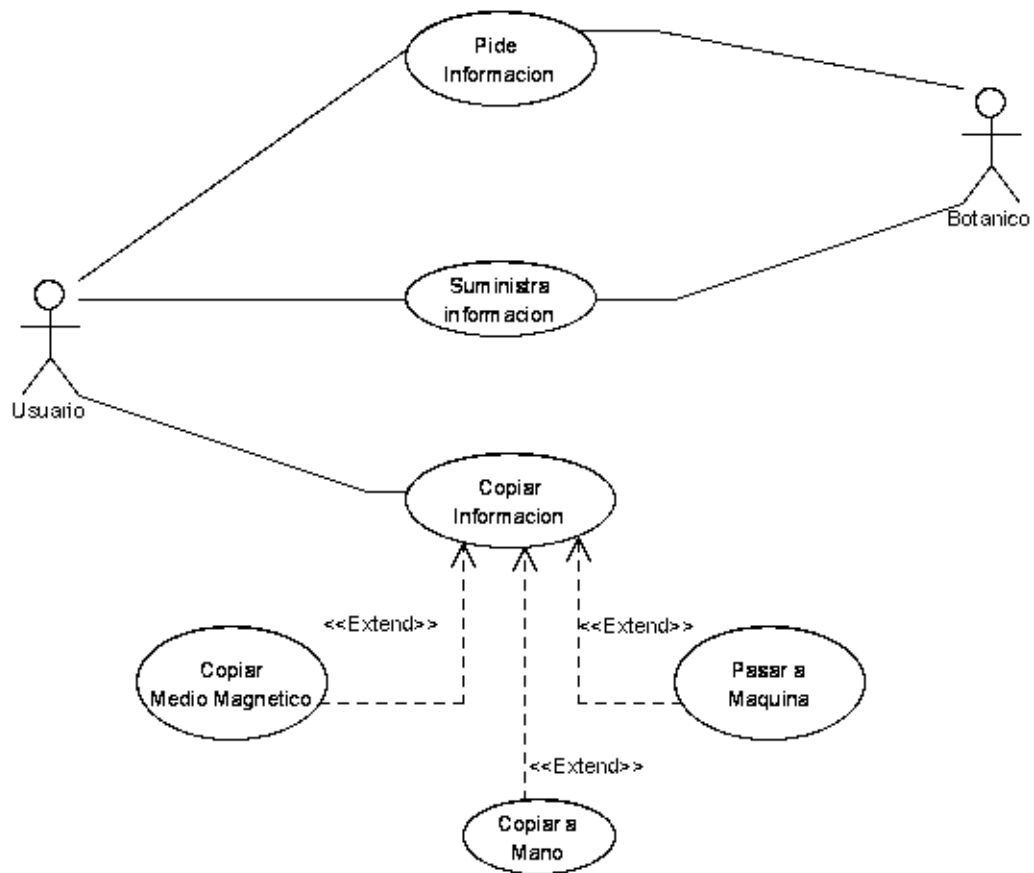 Pide
Informacion
Botanico
Suministra
informacion
Usuario
Copiar
Informacion
<<Extend>>
<<Extend>>
Copiar
Medio Magnetico
Pasar a
Maquina
<<Extend>>
Copiar a
Mano